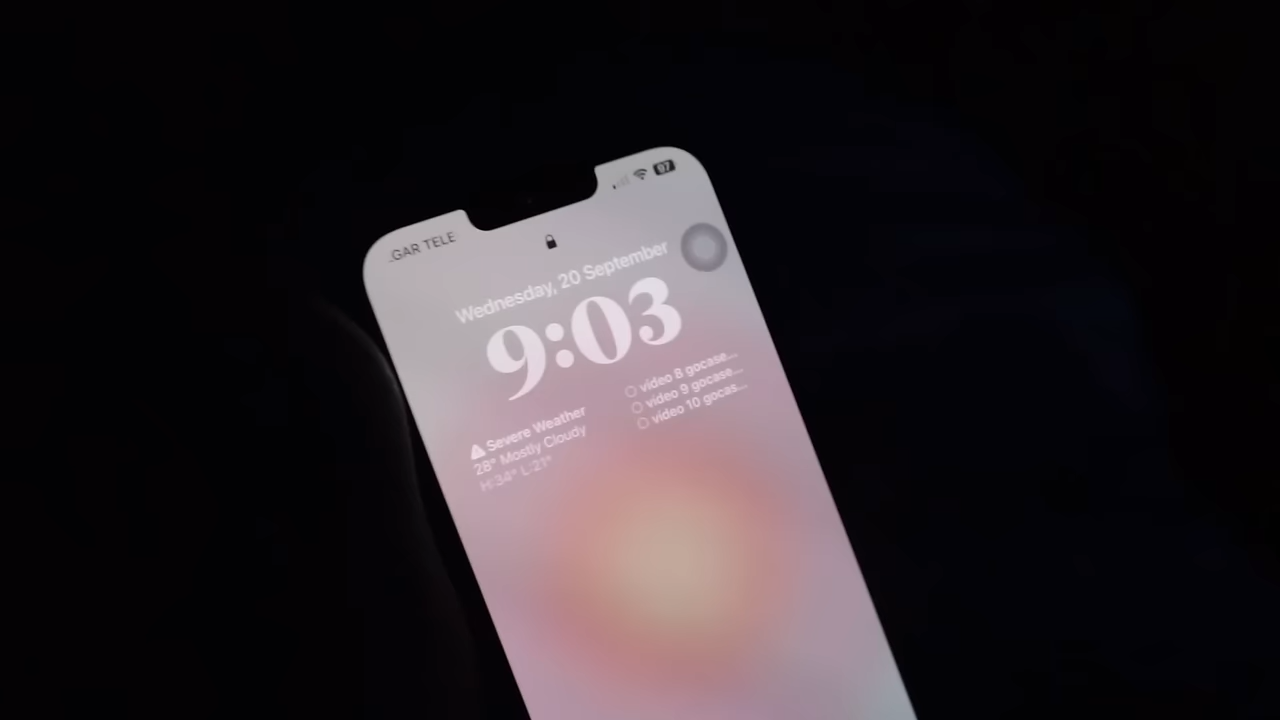 .GAR TELE
97
Wednesday, 20 September
9:03
Severe Weather
28° Mostly Cloudy
H:34° L:21°
video 8 gocase...
video 9 gocase...
video 10 gocas...